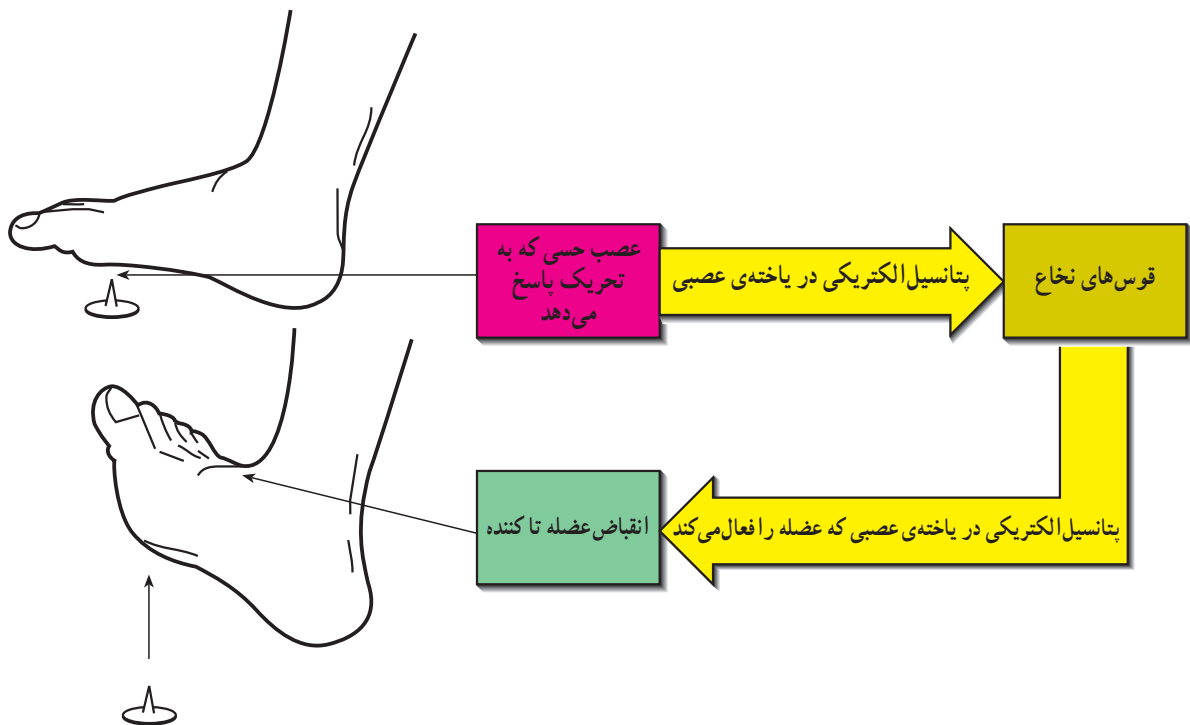 عصب حسی که به
تحریک پاسخ
می‌دهد
پتانسیل الکتریکی در یاخته‌ی عصبی
قوس‌های نخاع
پتانسیل الکتریکی در یاخته‌ی عصبی که عضله را فعال می‌کند
انقباض عضله تا کننده